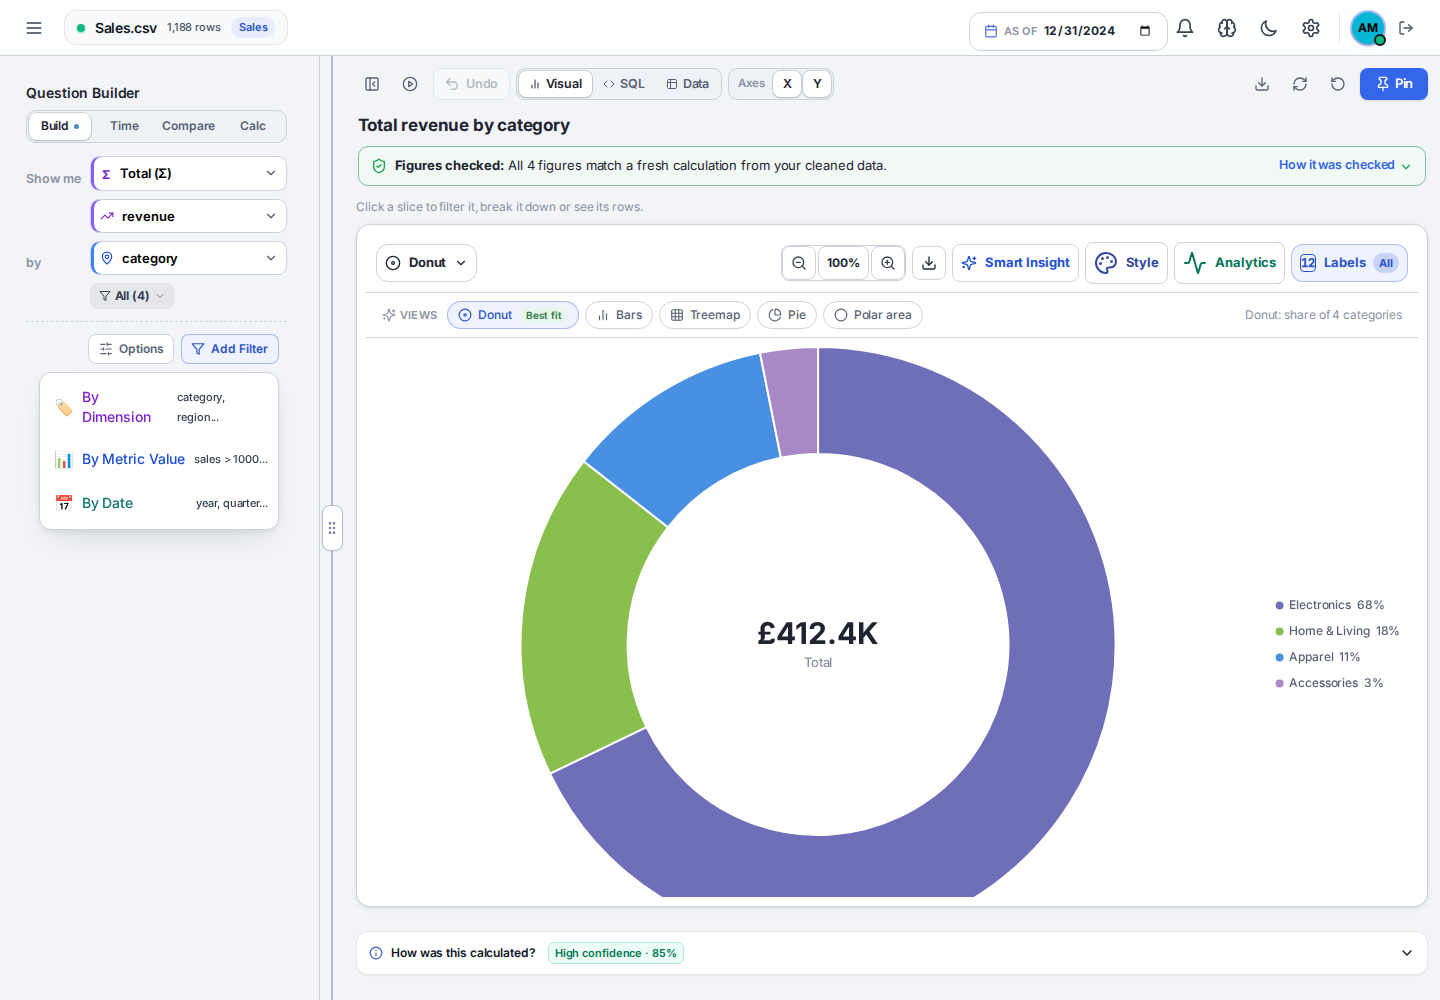 Sales.csv 1,188 rows Sales
AS OF 12/31/2024
AM
Question Builder
Build Time Compare Calc
Show me Total (Σ)
revenue
by category
All (4)
Options Add Filter
By Dimension category, region...
By Metric Value sales > 1000...
By Date year, quarter...
Undo Visual SQL Data Axes X Y
Pin
Total revenue by category
Figures checked: All 4 figures match a fresh calculation from your cleaned data. How it was checked
Click a slice to filter it, break it down or see its rows.
Donut 100% Smart Insight Style Analytics 12 Labels All
VIEWS Donut Best fit Bars Treemap Pie Polar area Donut: share of 4 categories
£412.4K
Total
Electronics 68%
Home & Living 18%
Apparel 11%
Accessories 3%
How was this calculated? High confidence · 85%